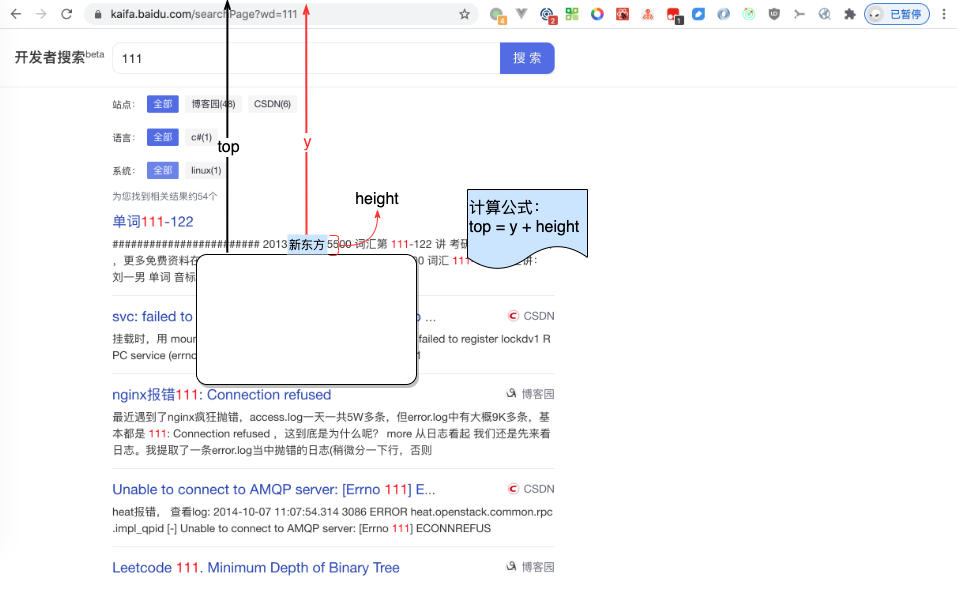 kaifa.baidu.com/searchPage?wd=111
4
2
1
已暂停
开发者搜索beta
111
搜 索
站点：
全部
博客园(48)
CSDN(6)
语言：
全部
c#(1)
top
y
系统：
全部
linux(1)
为您找到相关结果约54个
height
计算公式：
top = y + height
单词111-122
######################## 2013 新东方 5500 词汇第 111-122 讲 考研
，更多免费资料在 00 词汇 111 讲：
刘一男 单词 音标
svc: failed to o ...
CSDN
挂载时，用 moun failed to register lockdv1 R
PC service (errno 1
nginx报错111: Connection refused
博客园
最近遇到了nginx疯狂抛错，access.log一天一共5W多条，但error.log中有大概9K多条，基
本都是 111: Connection refused ，这到底是为什么呢？ more 从日志看起 我们还是先来看
日志。我提取了一条error.log当中抛错的日志(稍微分一下行，否则
Unable to connect to AMQP server: [Errno 111] E...
CSDN
heat报错， 查看log: 2014-10-07 11:07:54.314 3086 ERROR heat.openstack.common.rpc
.impl_qpid [-] Unable to connect to AMQP server: [Errno 111] ECONNREFUS
Leetcode 111. Minimum Depth of Binary Tree
博客园